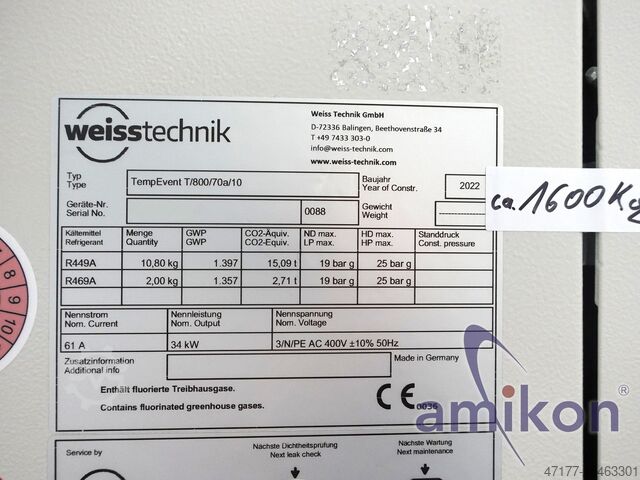 weisstechnik
Weiss Technik GmbH
D-72336 Balingen, Beethovenstraße 34
T +49 7433 303-0
info@weiss-technik.com
www.weiss-technik.com
Typ
Type
TempEvent T/800/70a/10
Baujahr
Year of Constr.
2022
Geräte-Nr.
Serial No.
0088
Gewicht
Weight
------------
ca. 1600Kg
Kältemittel Menge GWP CO2-Äquiv. ND max. HD max. Standdruck
Refrigerant Quantity GWP CO2-Equiv. LP max. HP max. Const. pressure
R449A 10,80 kg 1.397 15,09 t 19 bar g 25 bar g
R469A 2,00 kg 1.357 2,71 t 19 bar g 25 bar g
Nennstrom Nennleistung Nennspannung
Nom. Current Nom. Output Nom. Voltage
61 A 34 kW 3/N/PE AC 400V ±10% 50Hz
Zusatzinformation
Additional info
Made in Germany
Enthält fluorierte Treibhausgase.
Contains fluorinated greenhouse gases.
CE 0036
amikon
8
9
10
Service by
Nächste Dichtheitsprüfung
Next leak check
Nächste Wartung
Next maintenance